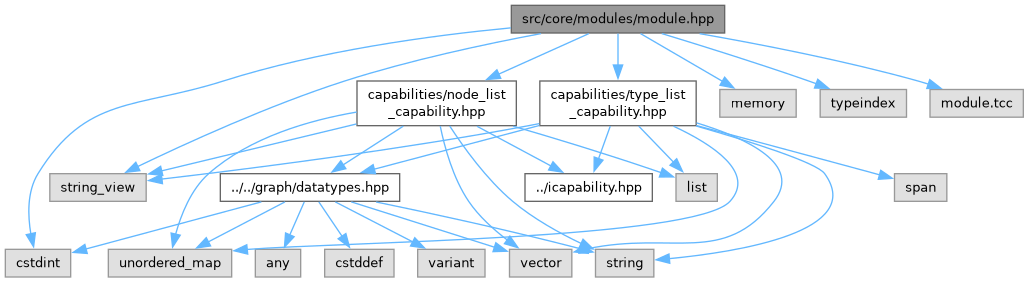 src/core/modules/module.hpp
capabilities/node_list
_capability.hpp
capabilities/type_list
_capability.hpp
memory
typeindex
module.tcc
string_view
../../graph/datatypes.hpp
../icapability.hpp
list
span
cstdint
unordered_map
any
cstddef
variant
vector
string